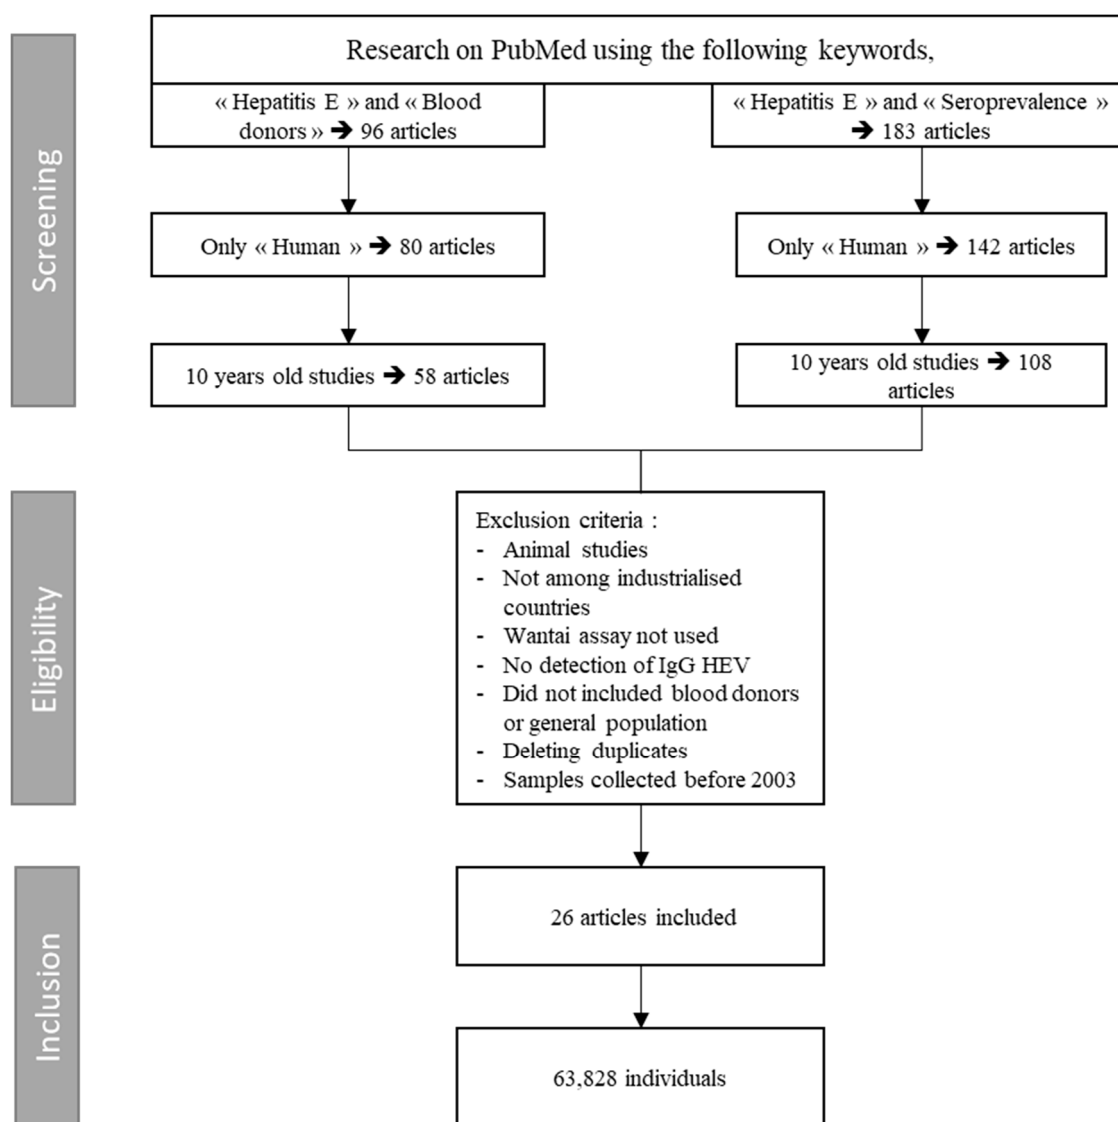 Research on PubMed using the following keywords,
« Hepatitis E » and « Blood
donors » ➔ 96 articles
« Hepatitis E » and « Seroprevalence »
➔ 183 articles
Screening
Only « Human » ➔ 80 articles
Only « Human » ➔ 142 articles
10 years old studies ➔ 58 articles
10 years old studies ➔ 108
articles
Eligibility
Exclusion criteria :
- Animal studies
- Not among industrialised
countries
- Wantai assay not used
- No detection of IgG HEV
- Did not included blood donors
or general population
- Deleting duplicates
- Samples collected before 2003
Inclusion
26 articles included
63,828 individuals